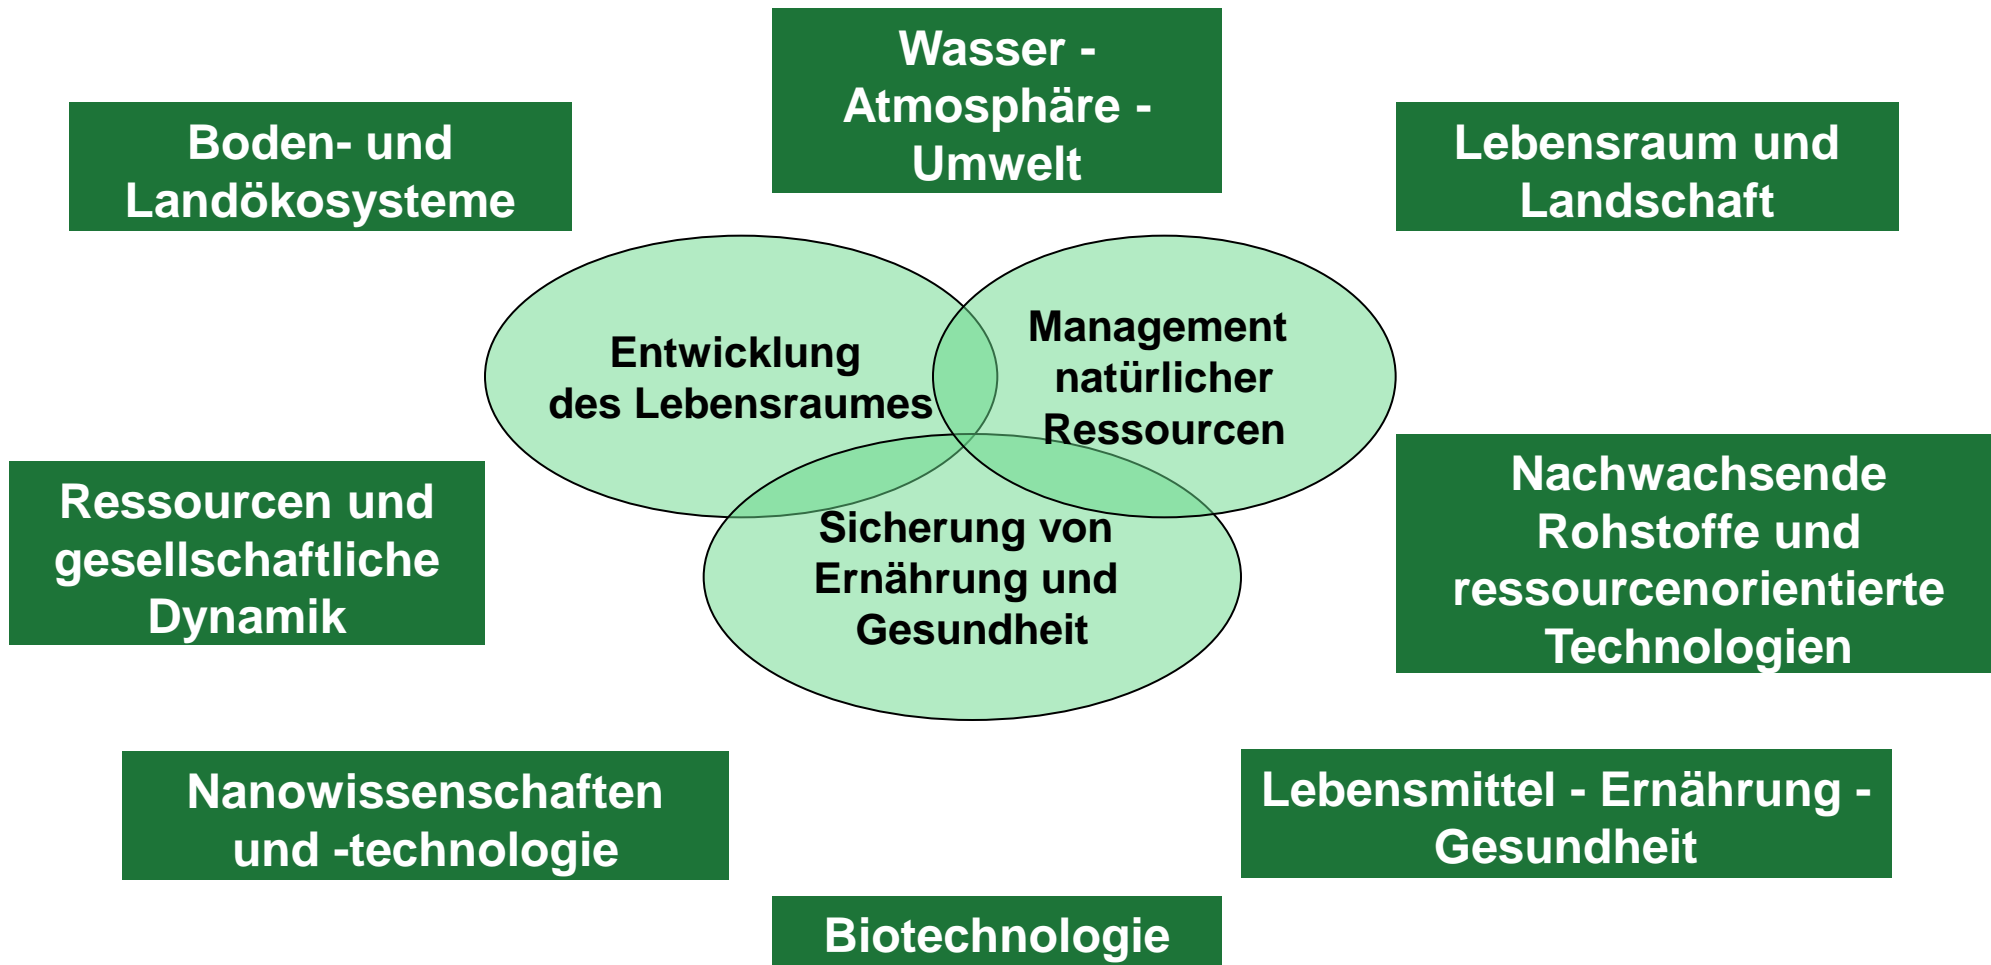 Wasser -
Atmosphäre -
Umwelt
Boden- und
Landökosysteme
Lebensraum und
Landschaft
Entwicklung
des Lebensraumes
Management
natürlicher
Ressourcen
Ressourcen und
gesellschaftliche
Dynamik
Sicherung von
Ernährung und
Gesundheit
Nachwachsende
Rohstoffe und
ressourcenorientierte
Technologien
Nanowissenschaften
und -technologie
Lebensmittel - Ernährung -
Gesundheit
Biotechnologie